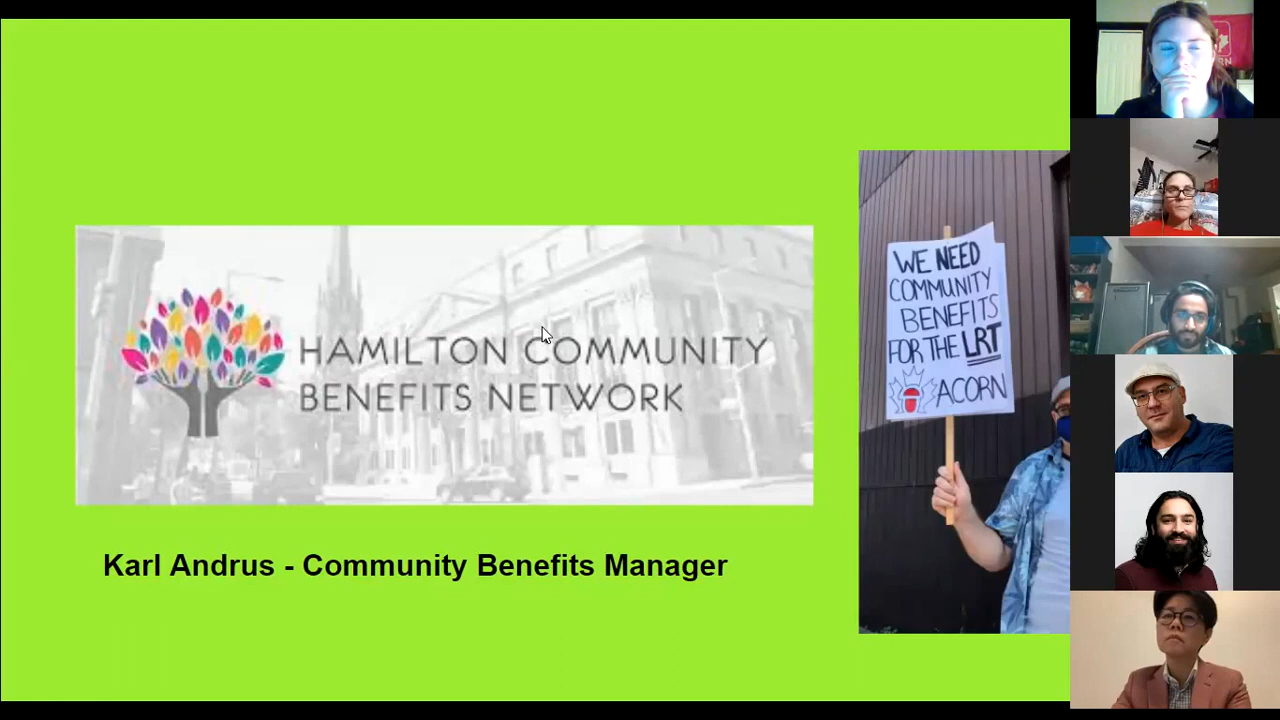 HAMILTON COMMUNITY
BENEFITS NETWORK
Karl Andrus - Community Benefits Manager
WE NEED
COMMUNITY
BENEFITS
FOR THE LRT
ACORN